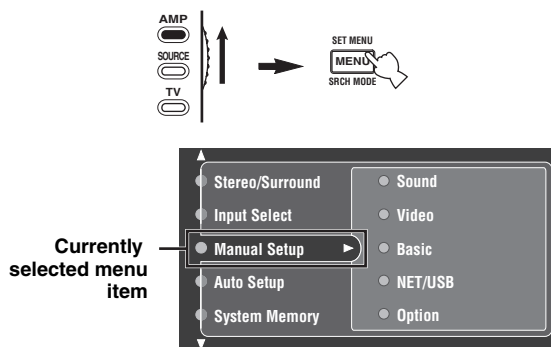 AMP
SOURCE
TV
SET MENU
MENU
SRCH MODE
Stereo/Surround
Input Select
Manual Setup
Auto Setup
System Memory
Sound
Video
Basic
NET/USB
Option
Currently
selected menu
item